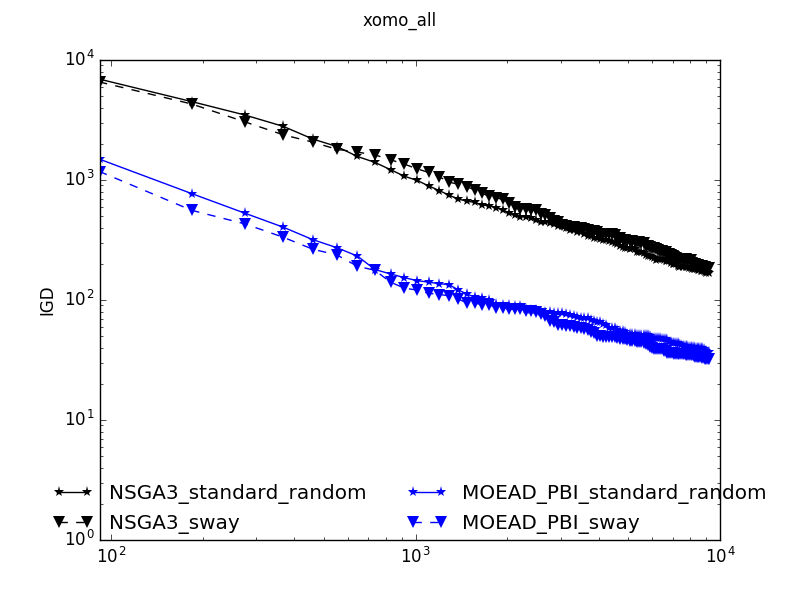 xomo_all
10^4
10^3
10^2
10^1
10^0
IGD
NSGA3_standard_random
MOEAD_PBI_standard_random
NSGA3_sway
MOEAD_PBI_sway
10^2
10^3
10^4